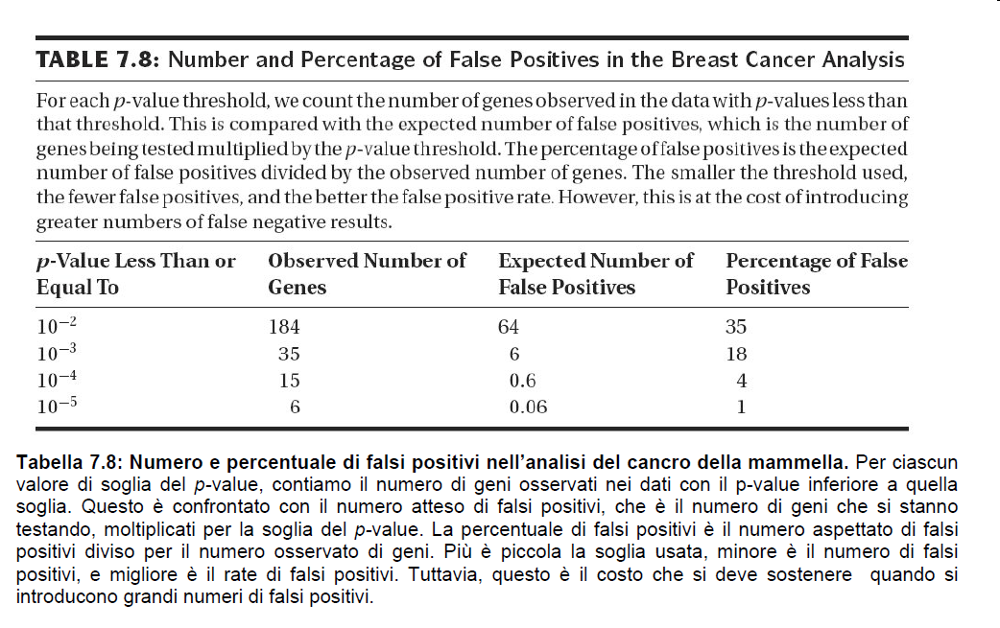 TABLE 7.8: Number and Percentage of False Positives in the Breast Cancer Analysis
For each p-value threshold, we count the number of genes observed in the data with p-values less than
that threshold. This is compared with the expected number of false positives, which is the number of
genes being tested multiplied by the p-value threshold. The percentage of false positives is the expected
number of false positives divided by the observed number of genes. The smaller the threshold used,
the fewer false positives, and the better the false positive rate. However, this is at the cost of introducing
greater numbers of false negative results.
p-Value Less Than or Observed Number of Expected Number of Percentage of False
Equal To Genes False Positives Positives
10⁻² 184 64 35
10⁻³ 35 6 18
10⁻⁴ 15 0.6 4
10⁻⁵ 6 0.06 1
Tabella 7.8: Numero e percentuale di falsi positivi nell'analisi del cancro della mammella. Per ciascun
valore di soglia del p-value, contiamo il numero di geni osservati nei dati con il p-value inferiore a quella
soglia. Questo è confrontato con il numero atteso di falsi positivi, che è il numero di geni che si stanno
testando, moltiplicati per la soglia del p-value. La percentuale di falsi positivi è il numero aspettato di falsi
positivi diviso per il numero osservato di geni. Più è piccola la soglia usata, minore è il numero di falsi
positivi, e migliore è il rate di falsi positivi. Tuttavia, questo è il costo che si deve sostenere quando si
introducono grandi numeri di falsi positivi.